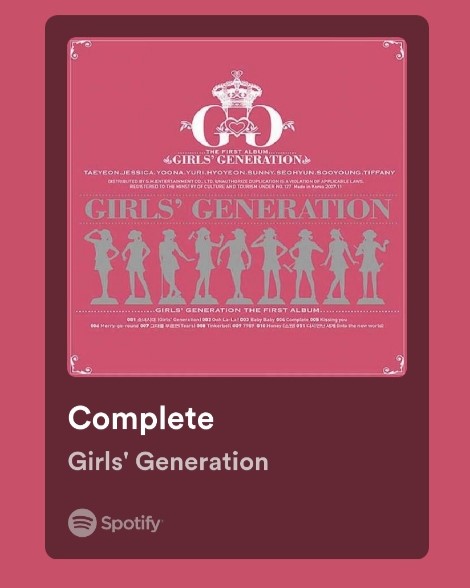 GG
THE FIRST ALBUM
GIRLS' GENERATION
TAEYEON.JESSICA.YOONA.YURI.HYOYEON.SUNNY.SEOHYUN.SOOYOUNG.TIFFANY
DISTRIBUTED BY S.M.ENTERTAINMENT CO., LTD. UNAUTHORIZED DUPLICATION IS A VIOLATION OF APPLICABLE LAWS.
REGISTERED TO THE MINISTRY OF CULTURE AND TOURISM UNDER NO.127. Made in Korea 2007.11
GIRLS' GENERATION
GIRLS' GENERATION THE FIRST ALBUM
001 소녀시대 (Girls' Generation) 002 Ooh La-La! 003 Baby Baby 004 Complete 005 Kissing you
006 Merry-go-round 007 그대를 부르면 008 Tinkerbell 009 7989 010 Honey (소원) 011 다시만난 세계 (Into the new world)
Complete
Girls' Generation
Spotify